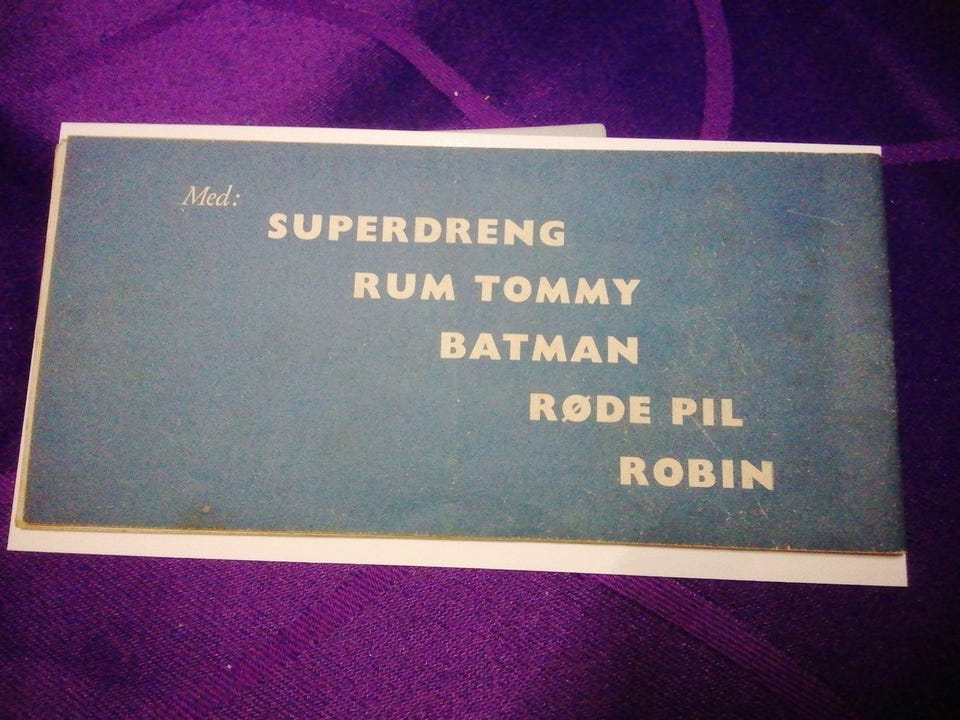 Med:
SUPERDRENG
RUM TOMMY
BATMAN
RØDE PIL
ROBIN